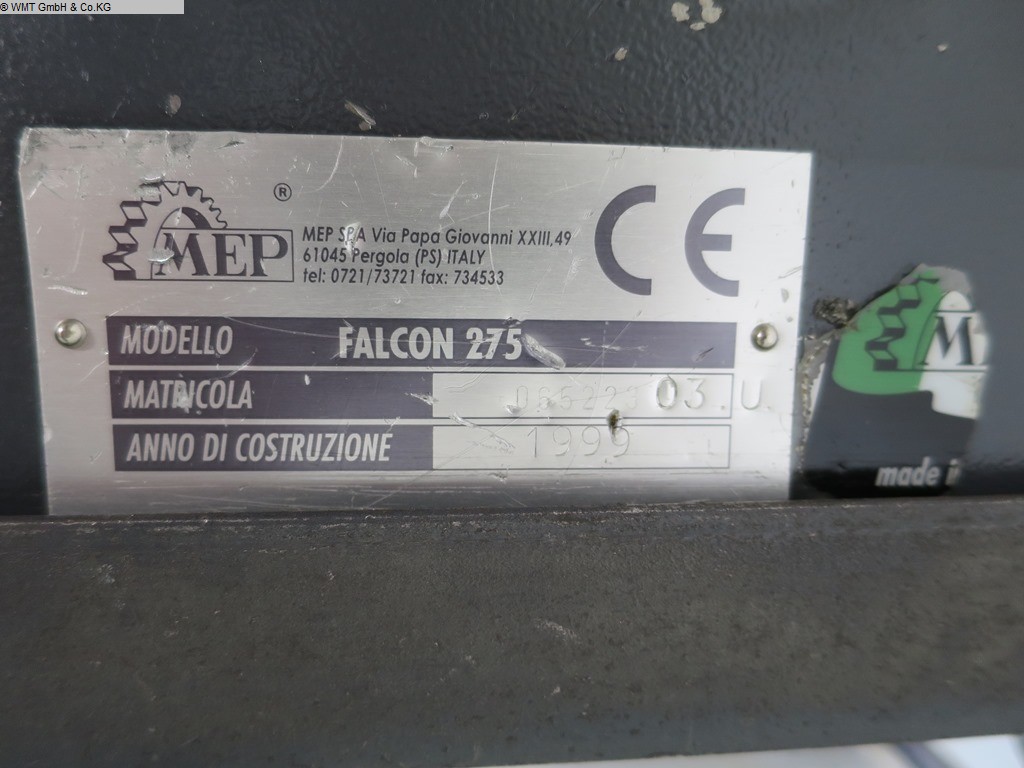 © WMT GmbH & Co.KG
®
MEP
MEP SPA Via Papa Giovanni XXIII,49
61045 Pergola (PS) ITALY
tel: 0721/73721 fax: 734533
CE
MODELLO FALCON 275
MATRICOLA 03.U
ANNO DI COSTRUZIONE 1999
M
made i